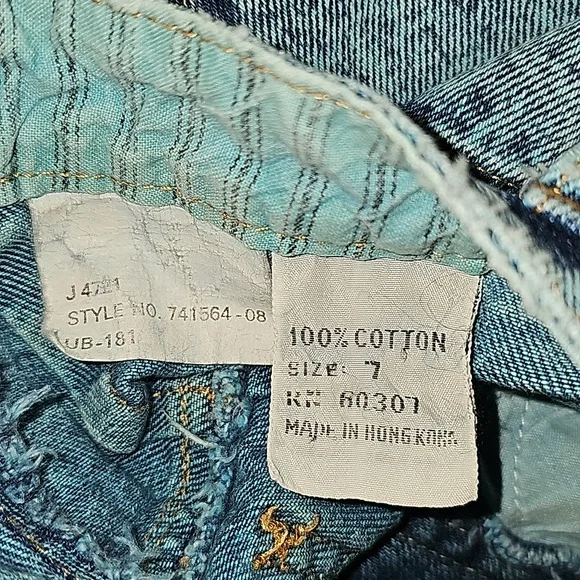 J 4721
STYLE NO. 741564-08
UB-181
100% COTTON
SIZE: 7
RN 60307
MADE IN HONG KONG